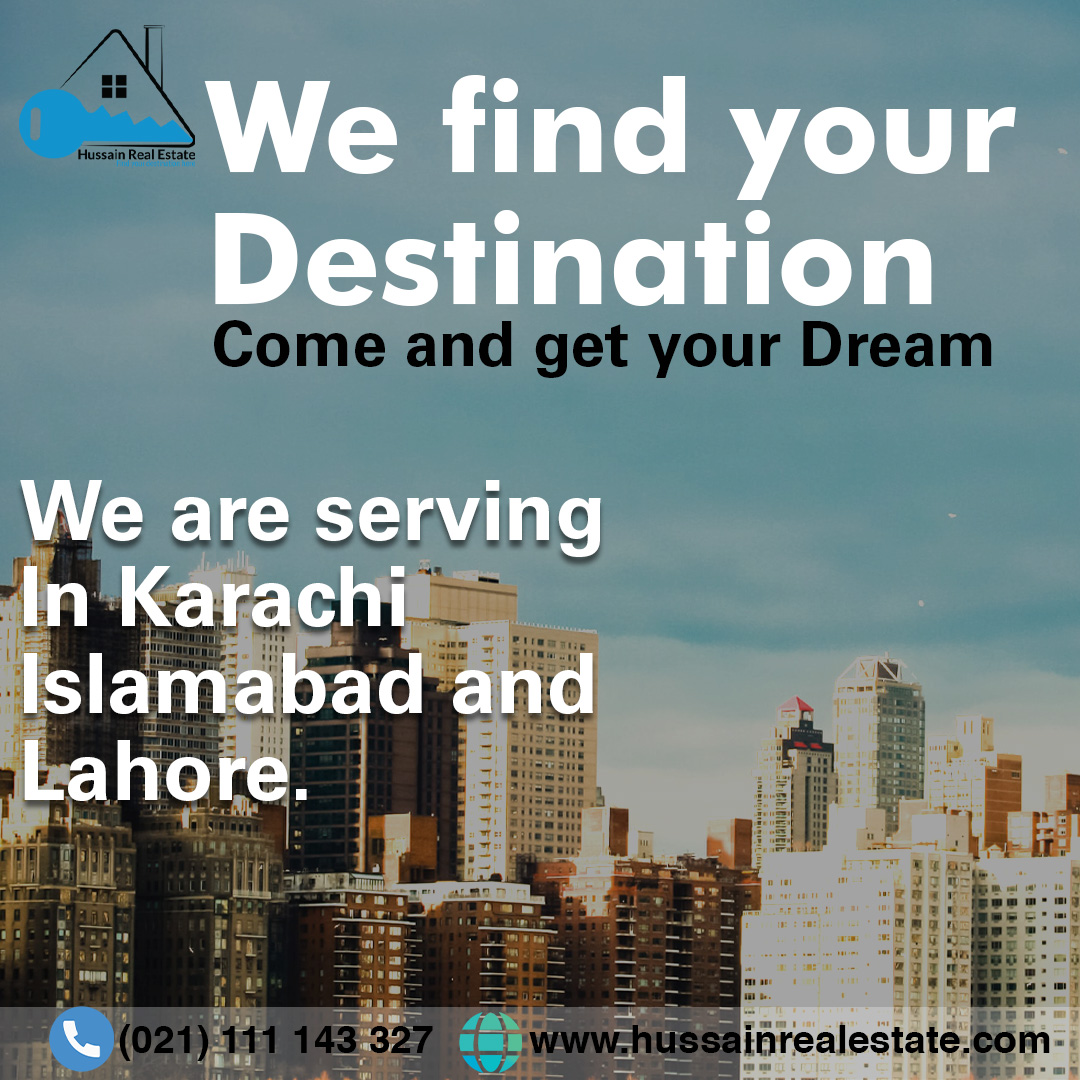 Hussain Real Estate
We find your
Destination
Come and get your Dream
We are serving
In Karachi
Islamabad and
Lahore.
(021) 111 143 327
www.hussainrealestate.com